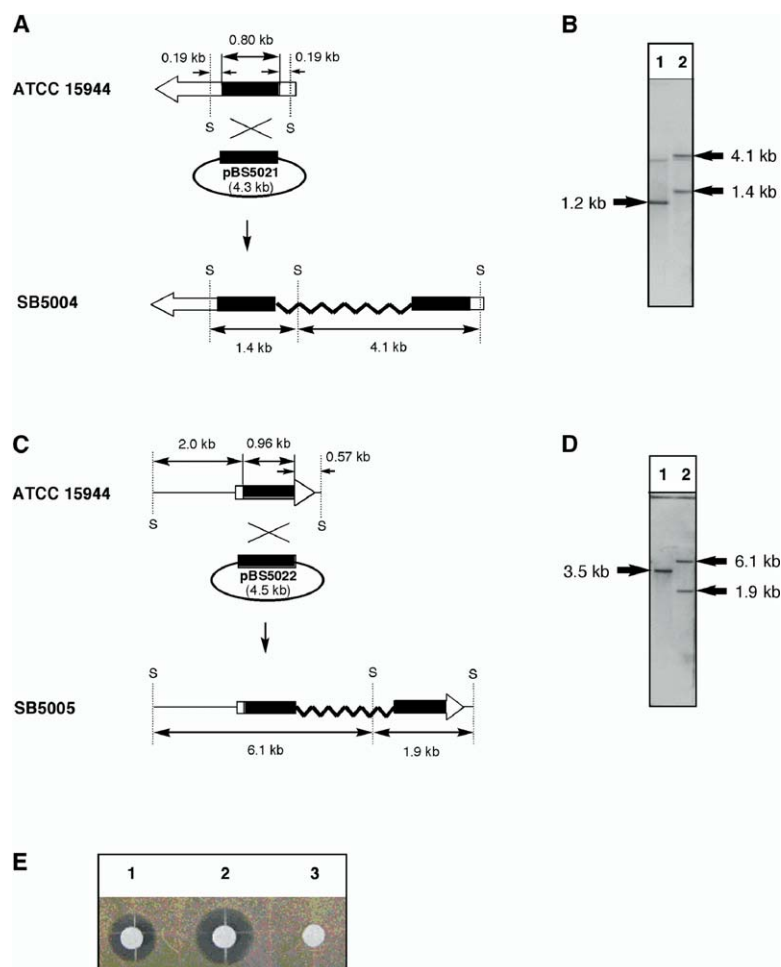 A
0.80 kb
0.19 kb
0.19 kb
ATCC 15944
S
S
pBS5021
(4.3 kb)
S
S
S
SB5004
1.4 kb
4.1 kb
B
1 2
4.1 kb
1.4 kb
1.2 kb
C
2.0 kb
0.96 kb
0.57 kb
ATCC 15944
S
S
pBS5022
(4.5 kb)
S
S
S
SB5005
6.1 kb
1.9 kb
D
1 2
6.1 kb
3.5 kb
1.9 kb
E
1 2 3